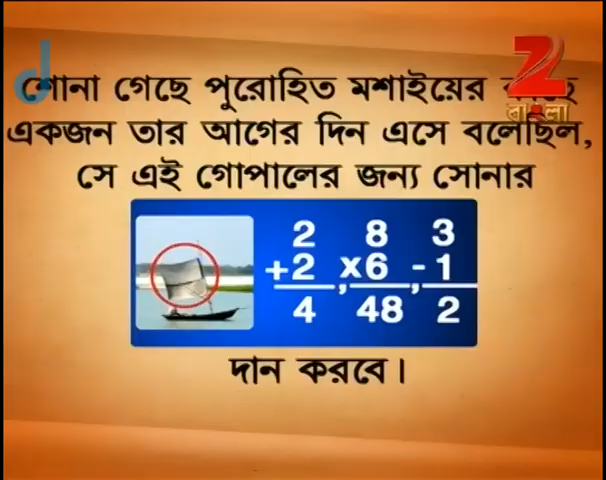 শোনা গেছে পুরোহিত মশাইয়ের
একজন তার আগের দিন এসে বলেছিল,
সে এই গোপালের জন্য সোনার
2 8 3
+2 x6 -1
4 , 48 , 2
দান করবে।
Z
বাংলা
d